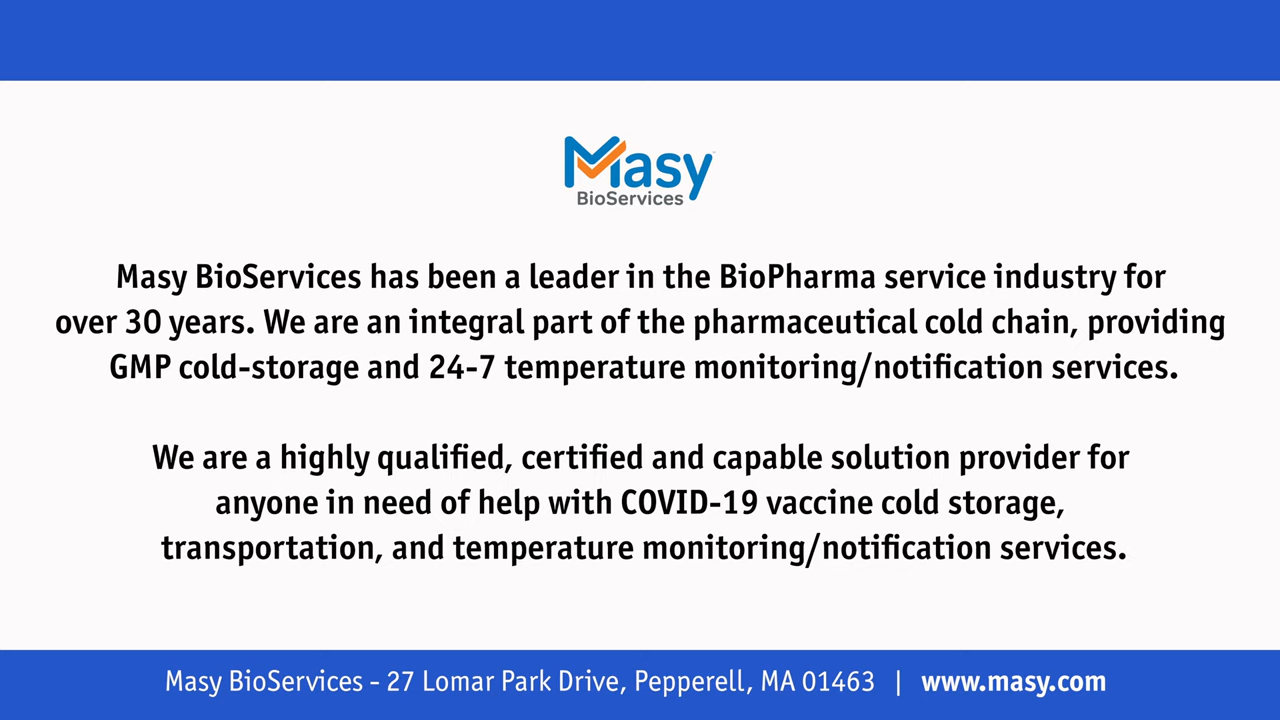 Masy
BioServices
Masy BioServices has been a leader in the BioPharma service industry for
over 30 years. We are an integral part of the pharmaceutical cold chain, providing
GMP cold-storage and 24-7 temperature monitoring/notification services.
We are a highly qualified, certified and capable solution provider for
anyone in need of help with COVID-19 vaccine cold storage,
transportation, and temperature monitoring/notification services.
Masy BioServices - 27 Lomar Park Drive, Pepperell, MA 01463 | www.masy.com